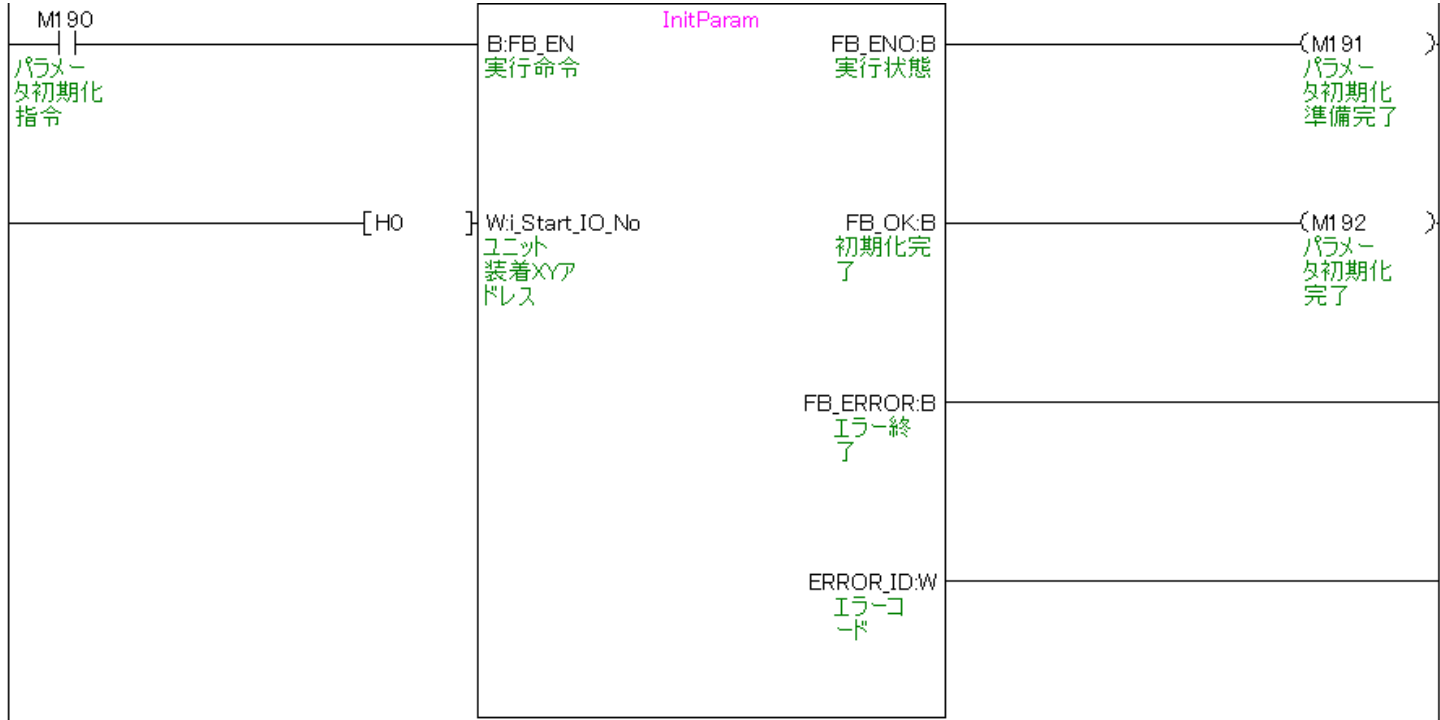 M190
パラメー
タ初期化
指令
InitParam
B:FB_EN
実行命令
FB_ENO:B
実行状態
M191
パラメー
タ初期化
準備完了
H0
W:i_Start_IO_No
ユニット
装着XYア
ドレス
FB_OK:B
初期化完
了
M192
パラメー
タ初期化
完了
FB_ERROR:B
エラー終
了
ERROR_ID:W
エラーコ
ード